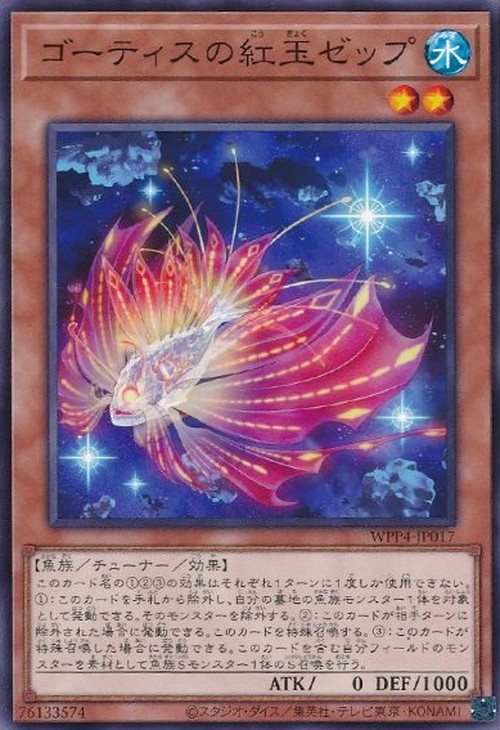 ゴーティスの紅玉ゼップ
水
WPP4-JP017
【魚族／チューナー／効果】
このカード名の①②③の効果はそれぞれ１ターンに１度しか使用できない。
①：このカードを手札から除外し、自分の墓地の魚族モンスター１体を対象
として発動できる。そのモンスターを除外する。②：このカードが相手ターンに
除外された場合に発動できる。このカードを特殊召喚する。③：このカードが
特殊召喚した場合に発動できる。このカードを含む自分フィールドのモン
スターを素材として魚族Sモンスター１体のS召喚を行う。
ATK/ 0 DEF/1000
76133574 ©スタジオ・ダイス／集英社・テレビ東京・KONAMI